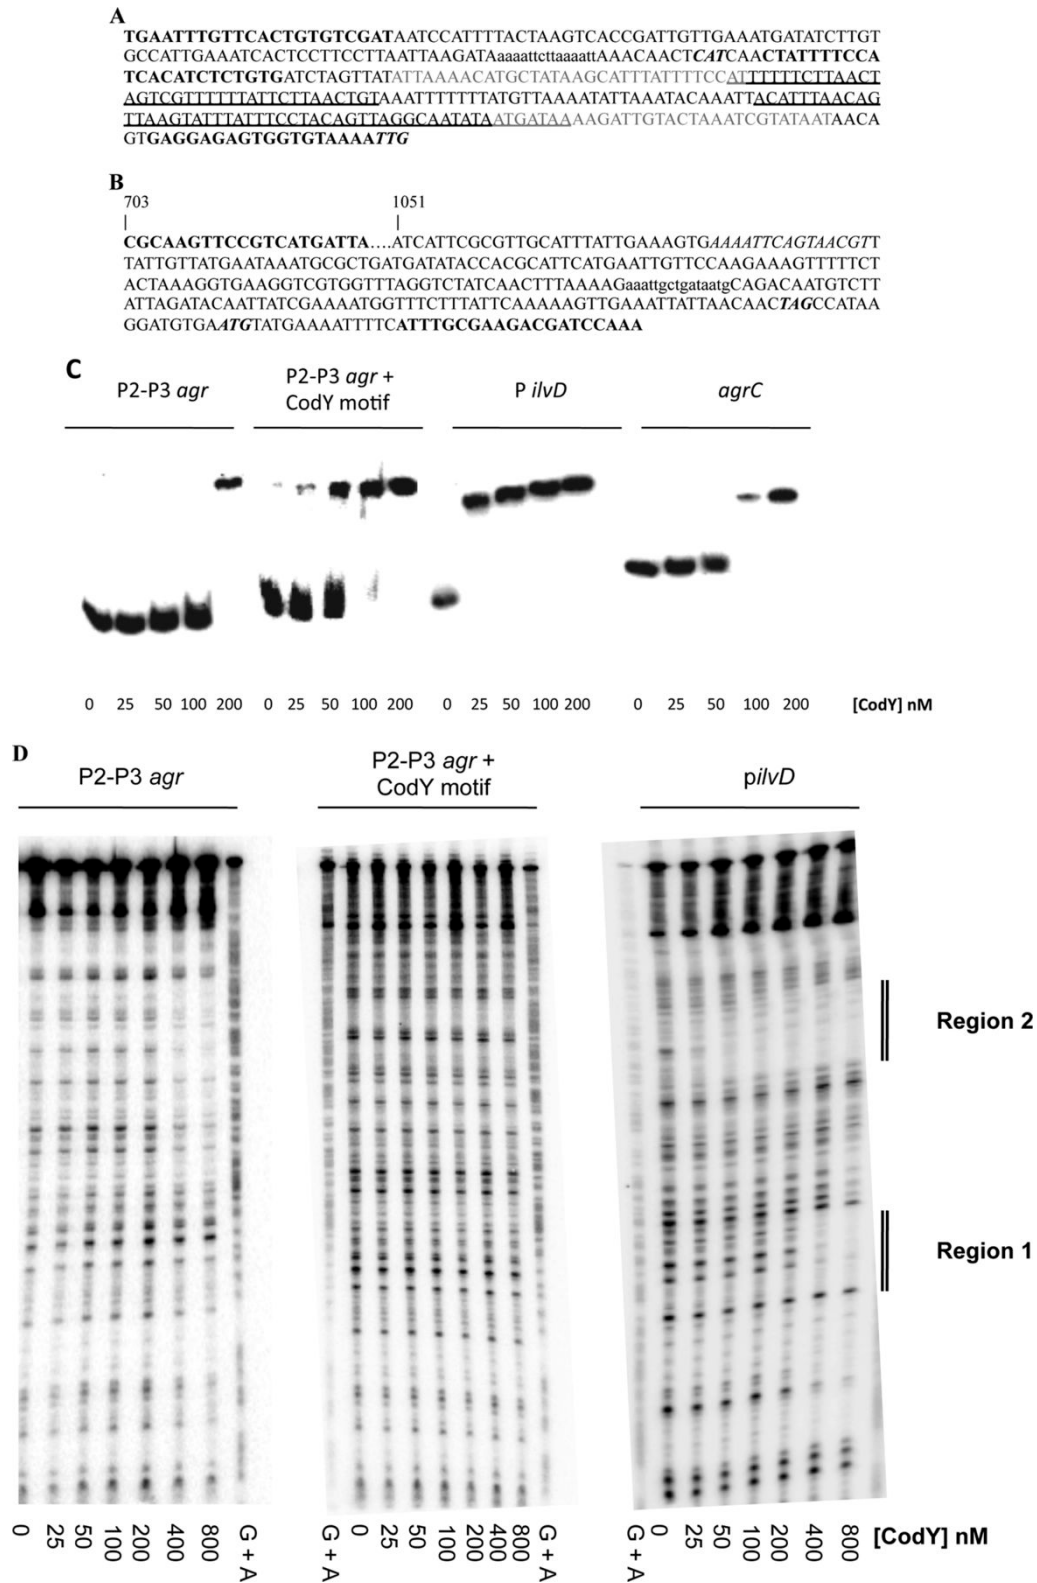 A
TGAATTTGTTCACTGTGTCGATAATCCATTTTACTAAGTCACCGATTGTTGAAATGATATCTTGT
GCCATTGAAATCACTCCTTCCTTAATTAAGATAaaaaattcttaaaattAAACAACTCATCAACTATTTTCCA
TCACATCTCTGTGATCTAGTTATATTAAAACATGCTATAAGCATTTATTTTCCATTTTTTCTTAACT
AGTCGTTTTTTATTCTTAACTGTAAATTTTTTTATGTTAAAATATTAAATACAAATTACATTTAACAG
TTAAGTATTTATTTCCTACAGTTAGGCAATATAATGATAAAAGATTGTACTAAATCGTATAATAACA
GTGAGGAGAGTGGTGTAAAATTG
B
703 1051
CGCAAGTTCCGTCATGATTA....ATCATTCGCGTTGCATTTATTGAAAGTGAAAATTCAGTAACGTT
TATTGTTATGAATAAATGCGCTGATGATATACCACGCATTCATGAATTGTTCCAAGAAAGTTTTTCT
ACTAAAGGTGAAGGTCGTGGTTTAGGTCTATCAACTTTAAAAGaaattgctgataatgCAGACAATGTCTT
ATTAGATACAATTATCGAAAATGGTTTCTTTATTCAAAAAGTTGAAATTATTAACAACTAGCCATAA
GGATGTGAATGTATGAAAATTTTCATTTGCGAAGACGATCCAAA
C
P2-P3 agr
P2-P3 agr +
CodY motif
P ilvD
agrC
0 25 50 100 200 0 25 50 100 200 0 25 50 100 200 0 25 50 100 200 [CodY] nM
D
P2-P3 agr
P2-P3 agr +
CodY motif
pilvD
Region 2
Region 1
0 25 50 100 200 400 800 G + A G + A 0 25 50 100 200 400 800 G + A G + A 0 25 50 100 200 400 800 [CodY] nM